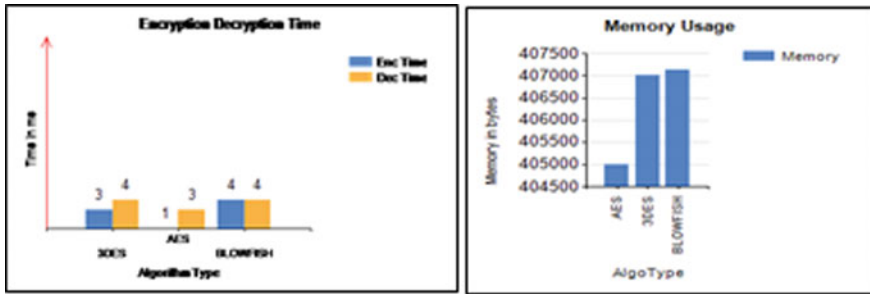 Encryption Decryption Time
Enc Time
Dec Time
Time in ms
3
4
1
3
4
4
3DES
AES
BLOWFISH
Algorithm Type
Memory Usage
Memory
407500
407000
406500
406000
405500
405000
404500
Memory in bytes
AES
3DES
BLOWFISH
AlgoType